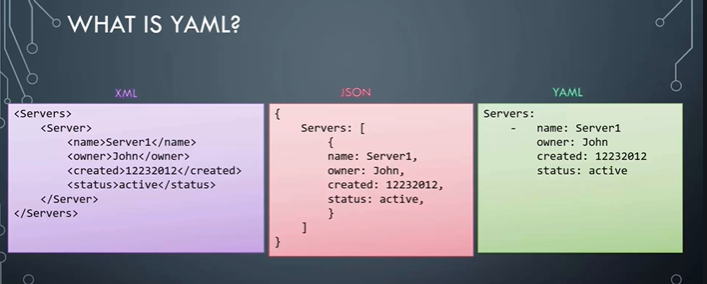 WHAT IS YAML?
XML
<Servers>
    <Server>
        <name>Server1</name>
        <owner>John</owner>
        <created>12232012</created>
        <status>active</status>
    </Server>
</Servers>
JSON
{
    Servers: [
        {
        name: Server1,
        owner: John,
        created: 12232012,
        status: active,
        }
    ]
}
YAML
Servers:
    -   name: Server1
        owner: John
        created: 12232012
        status: active